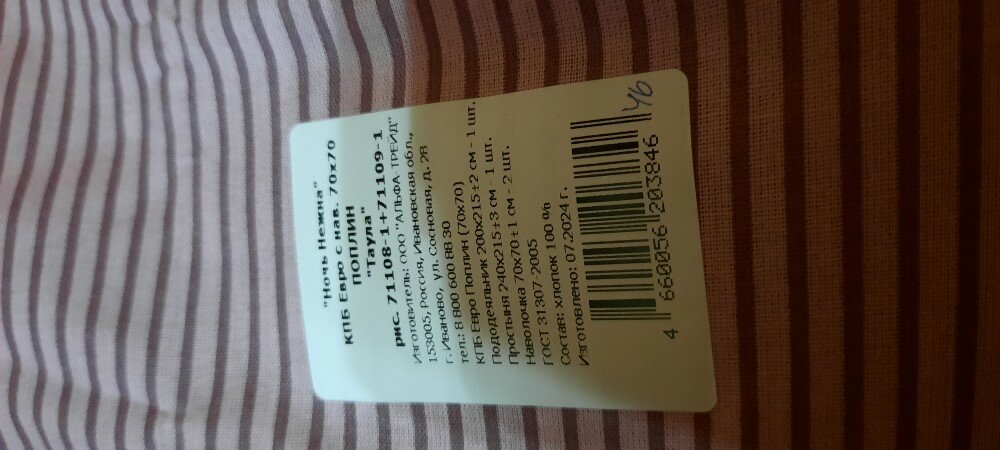 "Ночь Нежна"
КПБ Евро с нав. 70х70
ПОПЛИН
"Таула"
рис. 71108-1+71109-1
Изготовитель: ООО "АЛЬФА ТРЕЙД"
153005, Россия, Ивановская обл.,
г. Иваново, ул. Сосновая, д. 28
тел.: 8 800 600 88 30
КПБ Евро Поплин (70х70)
Пододеяльник 200х215±2 см - 1 шт.
Простыня 240х215±3 см - 1 шт.
Наволочка 70х70±1 см - 2 шт.
ГОСТ 31307-2005
Состав: хлопок 100 %
Изготовлено: 07.2024 г.
4 660056 203846
46